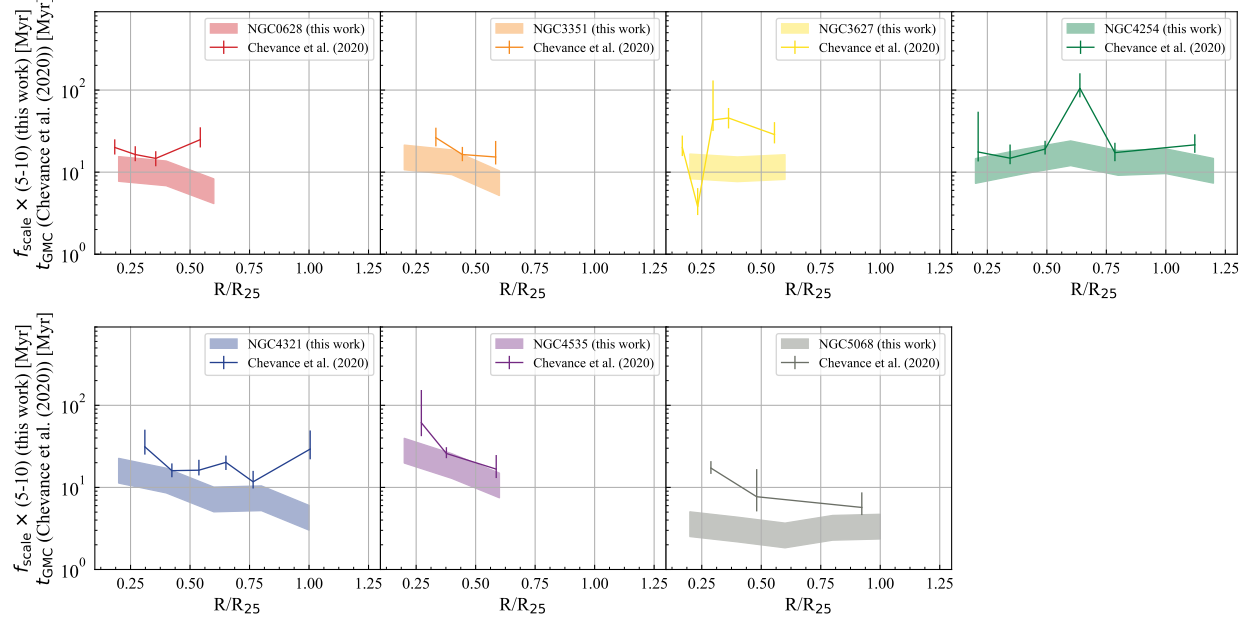 f_scale × (5-10) (this work) [Myr]
t_GMC (Chevance et al. (2020)) [Myr]
10^2
10^1
10^0
NGC0628 (this work)
Chevance et al. (2020)
0.25 0.50 0.75 1.00 1.25
R/R_25
NGC3351 (this work)
Chevance et al. (2020)
0.25 0.50 0.75 1.00 1.25
R/R_25
NGC3627 (this work)
Chevance et al. (2020)
0.25 0.50 0.75 1.00 1.25
R/R_25
NGC4254 (this work)
Chevance et al. (2020)
0.25 0.50 0.75 1.00 1.25
R/R_25
f_scale × (5-10) (this work) [Myr]
t_GMC (Chevance et al. (2020)) [Myr]
10^2
10^1
10^0
NGC4321 (this work)
Chevance et al. (2020)
0.25 0.50 0.75 1.00 1.25
R/R_25
NGC4535 (this work)
Chevance et al. (2020)
0.25 0.50 0.75 1.00 1.25
R/R_25
NGC5068 (this work)
Chevance et al. (2020)
0.25 0.50 0.75 1.00 1.25
R/R_25